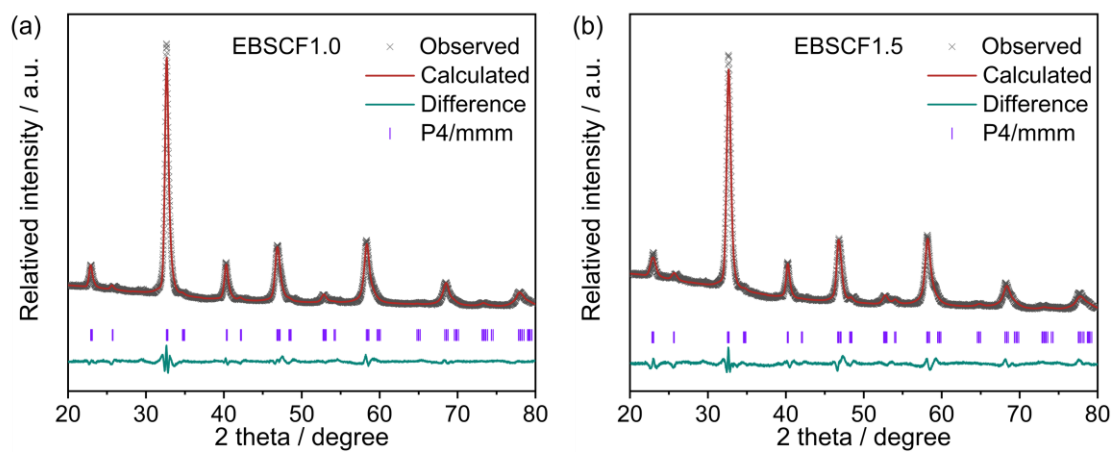 (a)
EBSCF1.0
Observed
Calculated
Difference
P4/mmm
Relatived intensity / a.u.
20 30 40 50 60 70 80
2 theta / degree
(b)
EBSCF1.5
Observed
Calculated
Difference
P4/mmm
Relatived intensity / a.u.
20 30 40 50 60 70 80
2 theta / degree